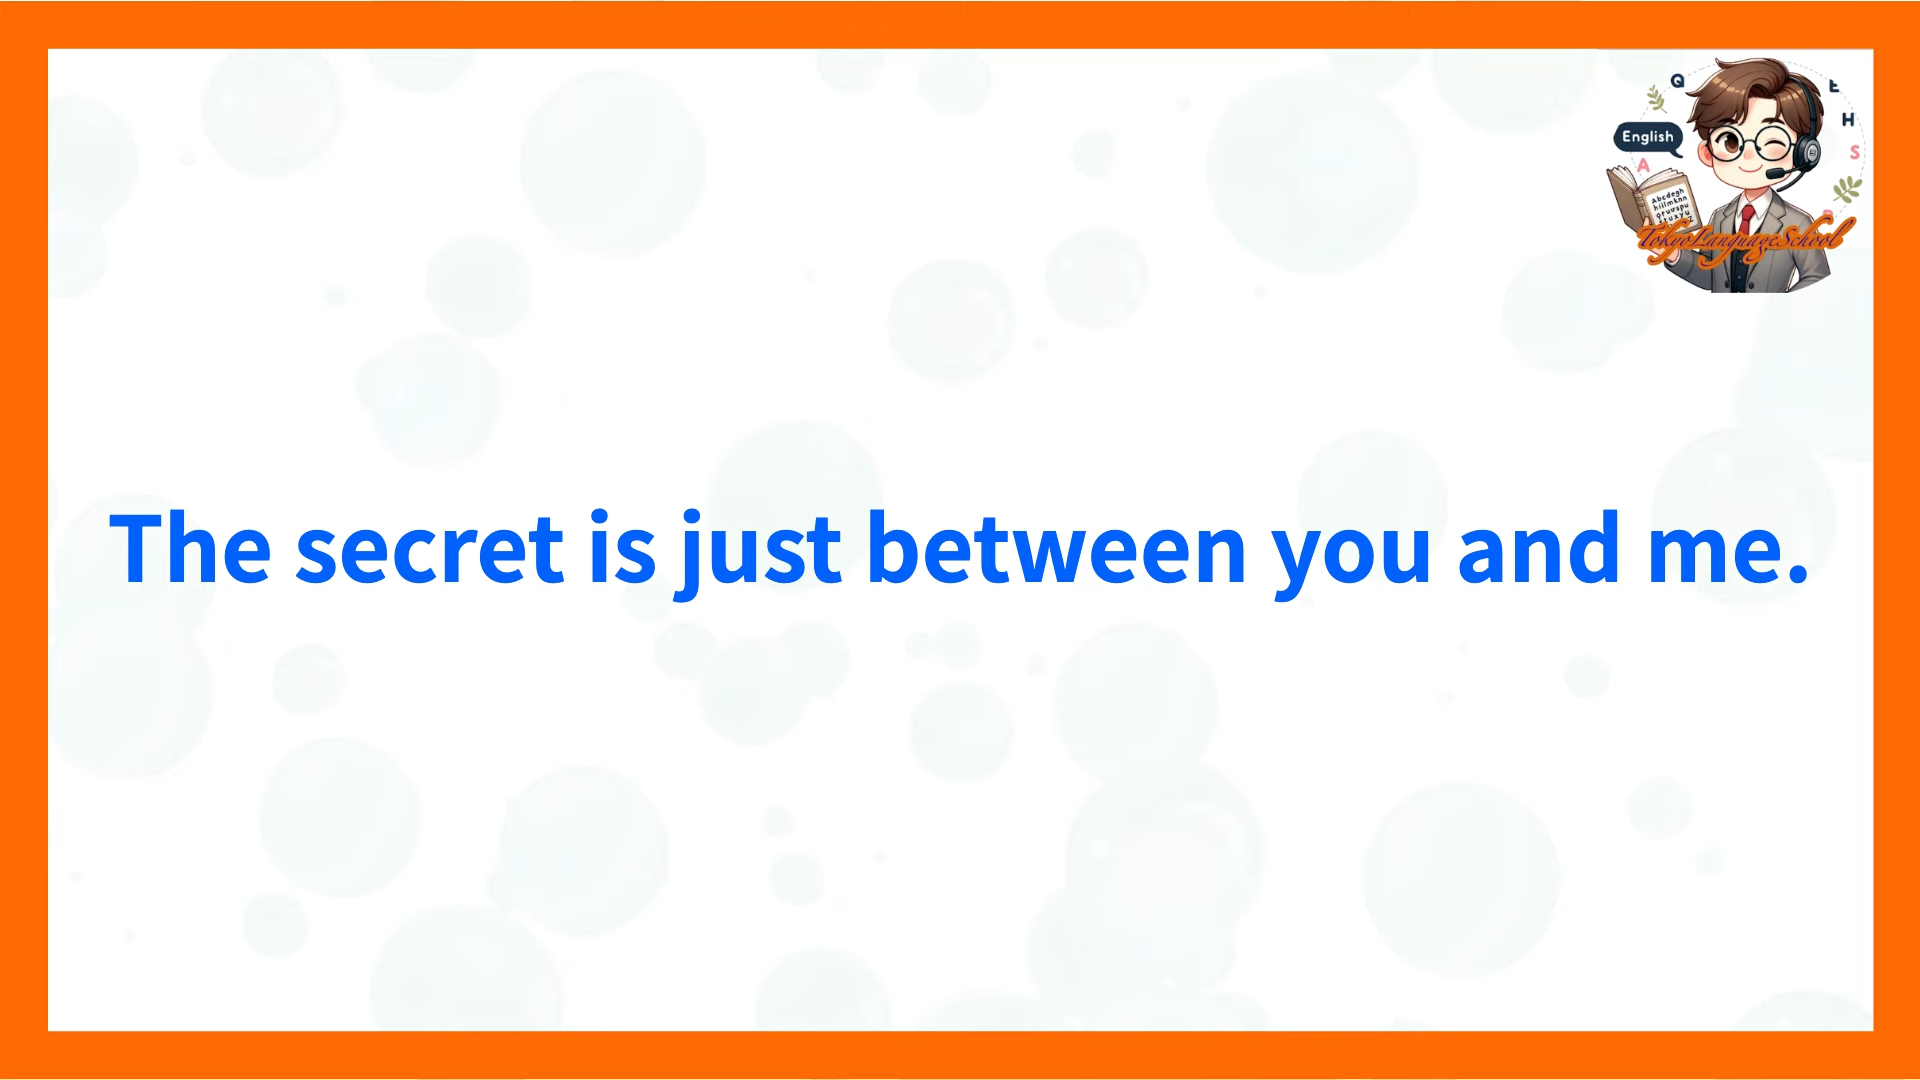 Q
E
H
English
S
A
TokyoLanguageSchool
The secret is just between you and me.